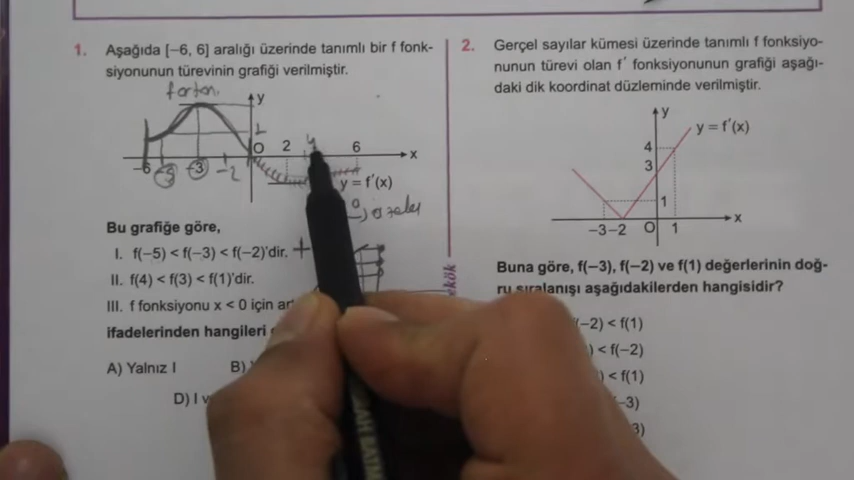 1. Aşağıda [−6, 6] aralığı üzerinde tanımlı bir f fonk-
siyonunun türevinin grafiği verilmiştir.
y
−6 −5 −3 −2 O 2 4 6 x
y = f'(x)
Bu grafiğe göre,
I. f(−5) < f(−3) < f(−2)'dir. +
II. f(4) < f(3) < f(1)'dir.
III. f fonksiyonu x < 0 için
ifadelerinden hangileri
A) Yalnız I B)
D) I
2. Gerçel sayılar kümesi üzerinde tanımlı f fonksiyo-
nunun türevi olan f' fonksiyonunun grafiği aşağı-
daki dik koordinat düzleminde verilmiştir.
y
y = f'(x)
4
3
1
−3 −2 O 1 x
Buna göre, f(−3), f(−2) ve f(1) değerlerinin doğ-
ru sıralanışı aşağıdakilerden hangisidir?
−2) < f(1)
) < f(−2)
) < f(1)
−3)
3)